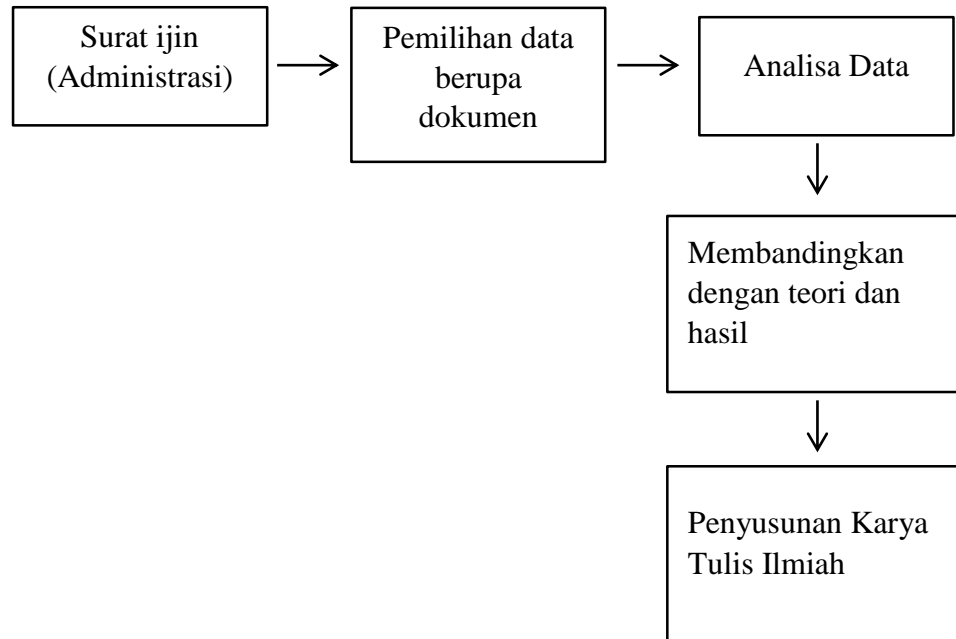 Surat ijin
(Administrasi)
Pemilihan data
berupa
dokumen
Analisa Data
Membandingkan
dengan teori dan
hasil
Penyusunan Karya
Tulis Ilmiah